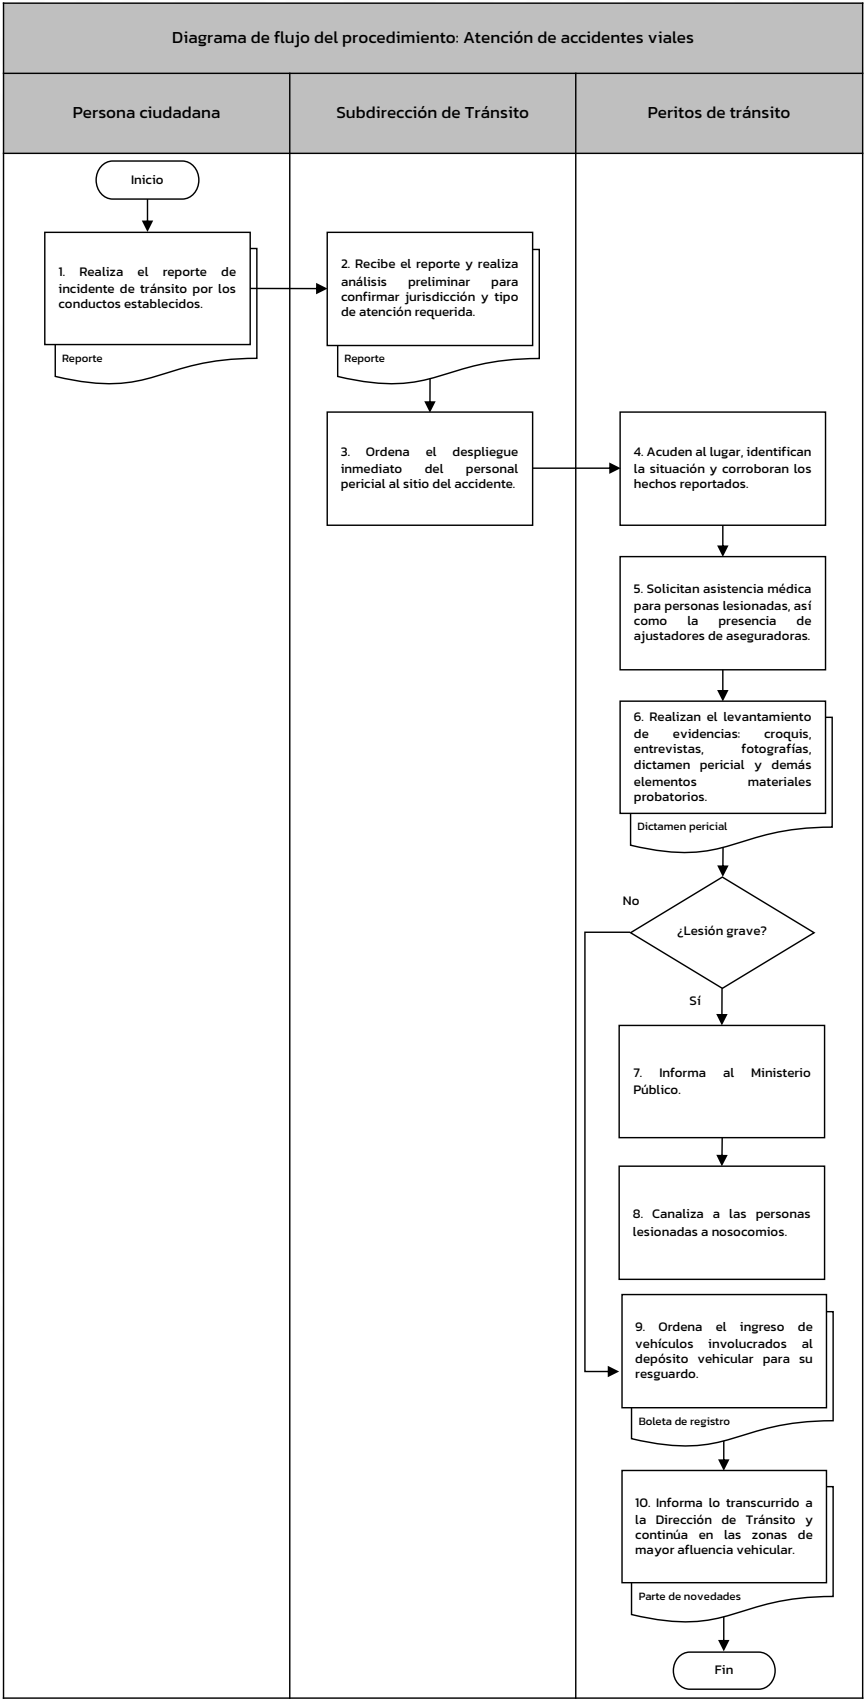 Diagrama de flujo del procedimiento: Atención de accidentes viales
Persona ciudadana
Subdirección de Tránsito
Peritos de tránsito
Inicio
1. Realiza el reporte de
incidente de tránsito por los
conductos establecidos.
Reporte
2. Recibe el reporte y realiza
análisis preliminar para
confirmar jurisdicción y tipo
de atención requerida.
Reporte
3. Ordena el despliegue
inmediato del personal
pericial al sitio del accidente.
4. Acuden al lugar, identifican
la situación y corroboran los
hechos reportados.
5. Solicitan asistencia médica
para personas lesionadas, así
como la presencia de
ajustadores de aseguradoras.
6. Realizan el levantamiento
de evidencias: croquis,
entrevistas, fotografías,
dictamen pericial y demás
elementos materiales
probatorios.
Dictamen pericial
No
¿Lesión grave?
Sí
7. Informa al Ministerio
Público.
8. Canaliza a las personas
lesionadas a nosocomios.
9. Ordena el ingreso de
vehículos involucrados al
depósito vehicular para su
resguardo.
Boleta de registro
10. Informa lo transcurrido a
la Dirección de Tránsito y
continúa en las zonas de
mayor afluencia vehicular.
Parte de novedades
Fin